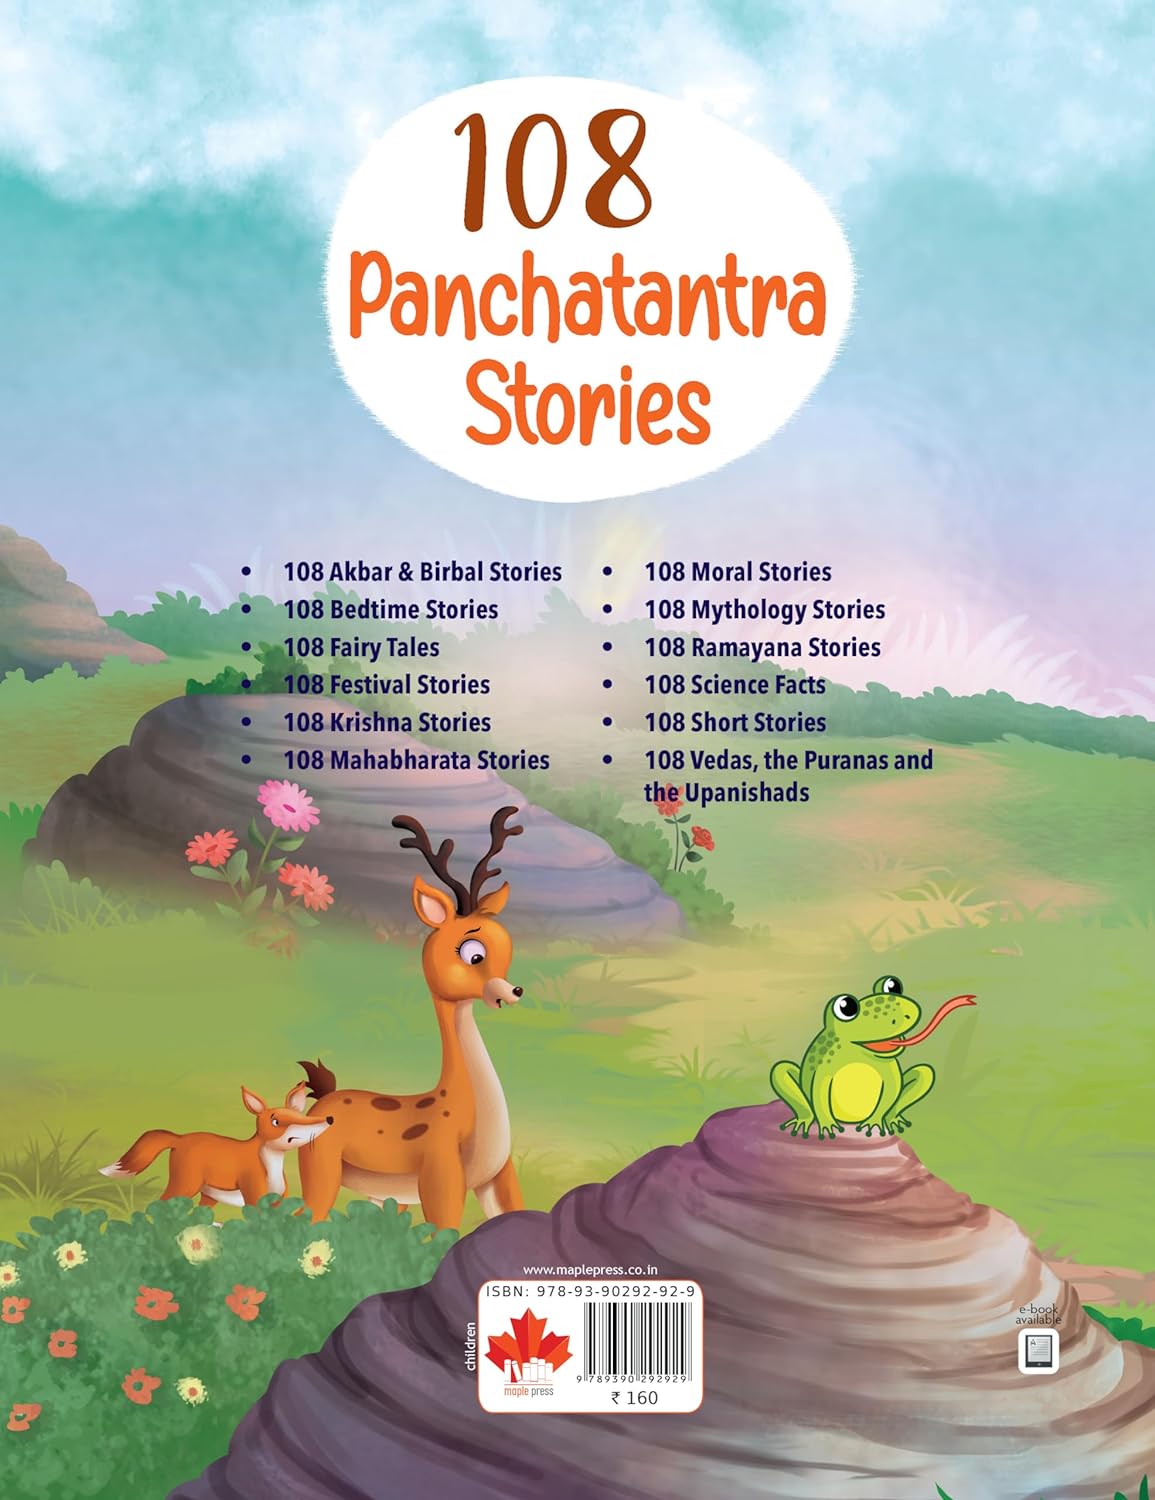 108
Panchatantra
Stories
• 108 Akbar & Birbal Stories
• 108 Bedtime Stories
• 108 Fairy Tales
• 108 Festival Stories
• 108 Krishna Stories
• 108 Mahabharata Stories
• 108 Moral Stories
• 108 Mythology Stories
• 108 Ramayana Stories
• 108 Science Facts
• 108 Short Stories
• 108 Vedas, the Puranas and
the Upanishads
www.maplepress.co.in
ISBN: 978-93-90292-92-9
children
maple press
9 789390 292929
₹ 160
e-book
available
A